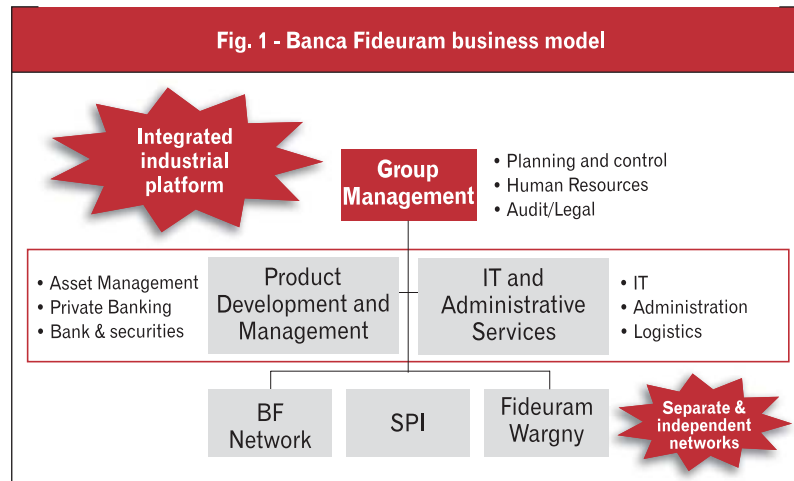 Fig. 1 - Banca Fideuram business model
Integrated
industrial
platform
Group
Management
• Planning and control
• Human Resources
• Audit/Legal
• Asset Management
• Private Banking
• Bank & securities
Product
Development and
Management
IT and
Administrative
Services
• IT
• Administration
• Logistics
BF
Network
SPI
Fideuram
Wargny
Separate &
independent
networks